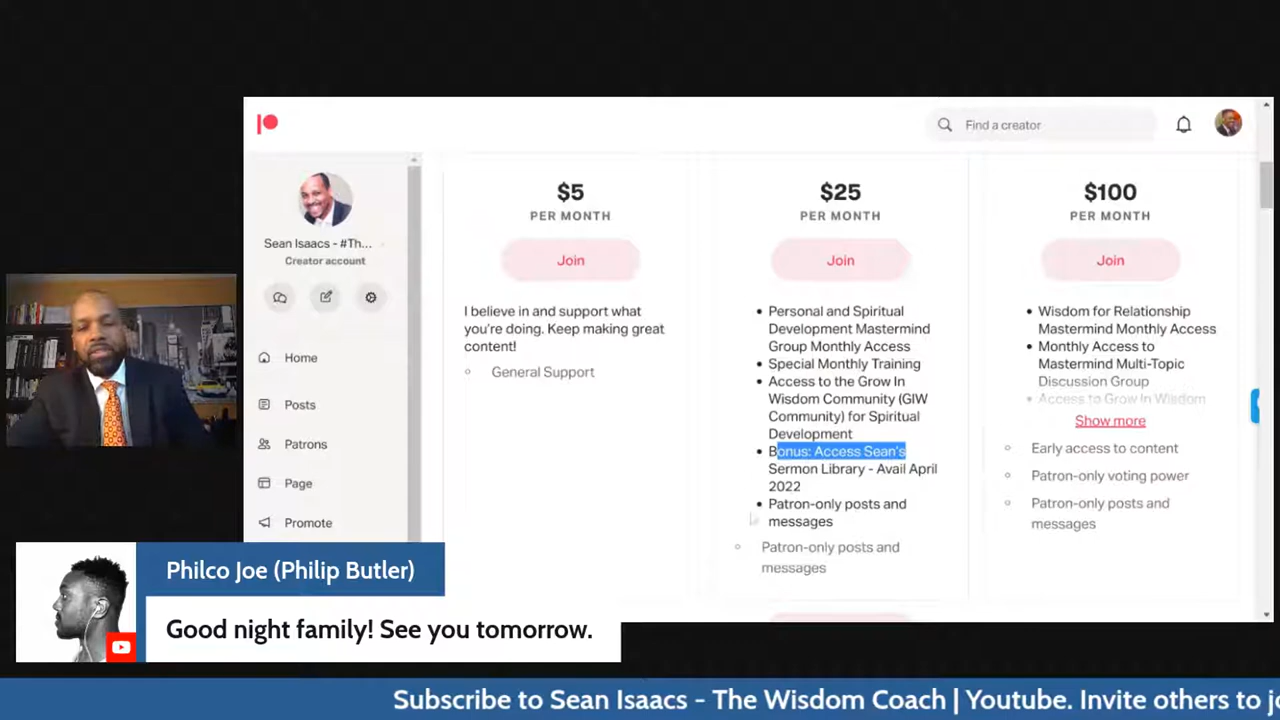 Find a creator
Sean Isaacs - #Th...
Creator account
Home
Posts
Patrons
Page
Promote
$5
PER MONTH
Join
I believe in and support what
you're doing. Keep making great
content!
General Support
$25
PER MONTH
Join
Personal and Spiritual
Development Mastermind
Group Monthly Access
Special Monthly Training
Access to the Grow In
Wisdom Community (GIW
Community) for Spiritual
Development
Bonus: Access Sean's
Sermon Library - Avail April
2022
Patron-only posts and
messages
Patron-only posts and
messages
$100
PER MONTH
Join
Wisdom for Relationship
Mastermind Monthly Access
Monthly Access to
Mastermind Multi-Topic
Discussion Group
Access to Grow In Wisdom
Show more
Early access to content
Patron-only voting power
Patron-only posts and
messages
Philco Joe (Philip Butler)
Good night family! See you tomorrow.
Subscribe to Sean Isaacs - The Wisdom Coach | Youtube. Invite others to jo